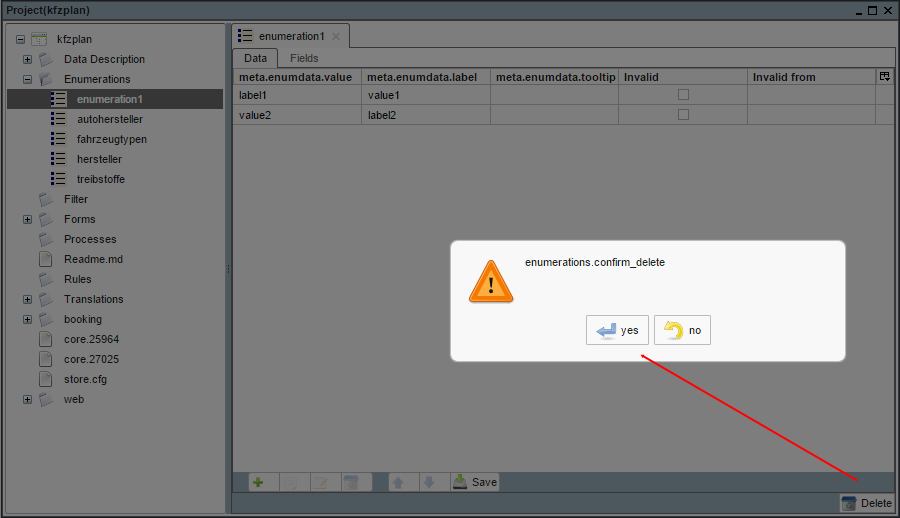 Project(kfzplan)
kfzplan
Data Description
Enumerations
enumeration1
autohersteller
fahrzeugtypen
hersteller
treibstoffe
Filter
Forms
Processes
Readme.md
Rules
Translations
booking
core.25964
core.27025
store.cfg
web
enumeration1
Data Fields
meta.enumdata.value meta.enumdata.label meta.enumdata.tooltip Invalid Invalid from
label1 value1
value2 label2
enumerations.confirm_delete
yes no
Save
Delete